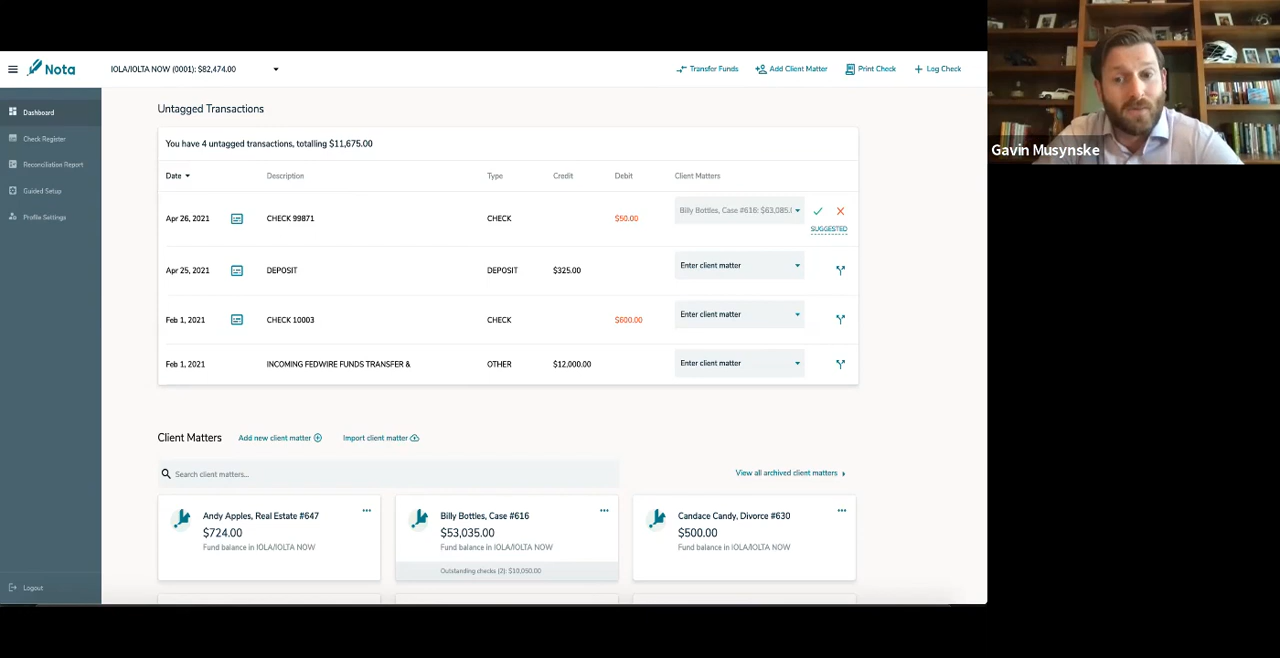 Nota
IOLA/IOLTA NOW (0001): $82,474.00
Transfer Funds
Add Client Matter
Print Check
Log Check
Dashboard
Check Register
Reconciliation Report
Guided Setup
Profile Settings
Logout
Untagged Transactions
You have 4 untagged transactions, totalling $11,675.00
Date Description Type Credit Debit Client Matters
Apr 26, 2021 CHECK 99871 CHECK $50.00 Billy Bottles, Case #616: $63,085.
SUGGESTED
Apr 25, 2021 DEPOSIT DEPOSIT $325.00 Enter client matter
Feb 1, 2021 CHECK 10003 CHECK $600.00 Enter client matter
Feb 1, 2021 INCOMING FEDWIRE FUNDS TRANSFER & OTHER $12,000.00 Enter client matter
Client Matters Add new client matter Import client matter
Search client matters...
View all archived client matters
Andy Apples, Real Estate #647
$724.00
Fund balance in IOLA/IOLTA NOW
Billy Bottles, Case #616
$53,035.00
Fund balance in IOLA/IOLTA NOW
Outstanding checks (2): $10,050.00
Candace Candy, Divorce #630
$500.00
Fund balance in IOLA/IOLTA NOW
Gavin Musynske